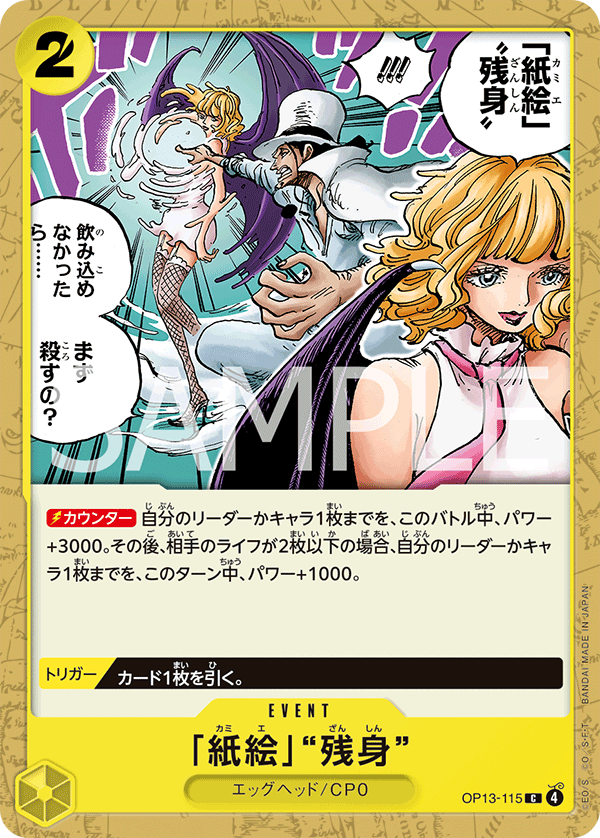 2
「紙絵」
"残身"
!!!
飲み込め
なかった
ら……
まず
殺すの?
SAMPLE
カウンター 自分のリーダーかキャラ1枚までを、このバトル中、パワー
+3000。その後、相手のライフが2枚以下の場合、自分のリーダーかキャ
ラ1枚までを、このターン中、パワー+1000。
トリガー カード1枚を引く。
EVENT
「紙絵」"残身"
エッグヘッド/CP0
OP13-115 C 4
BANDAI MADE IN JAPAN